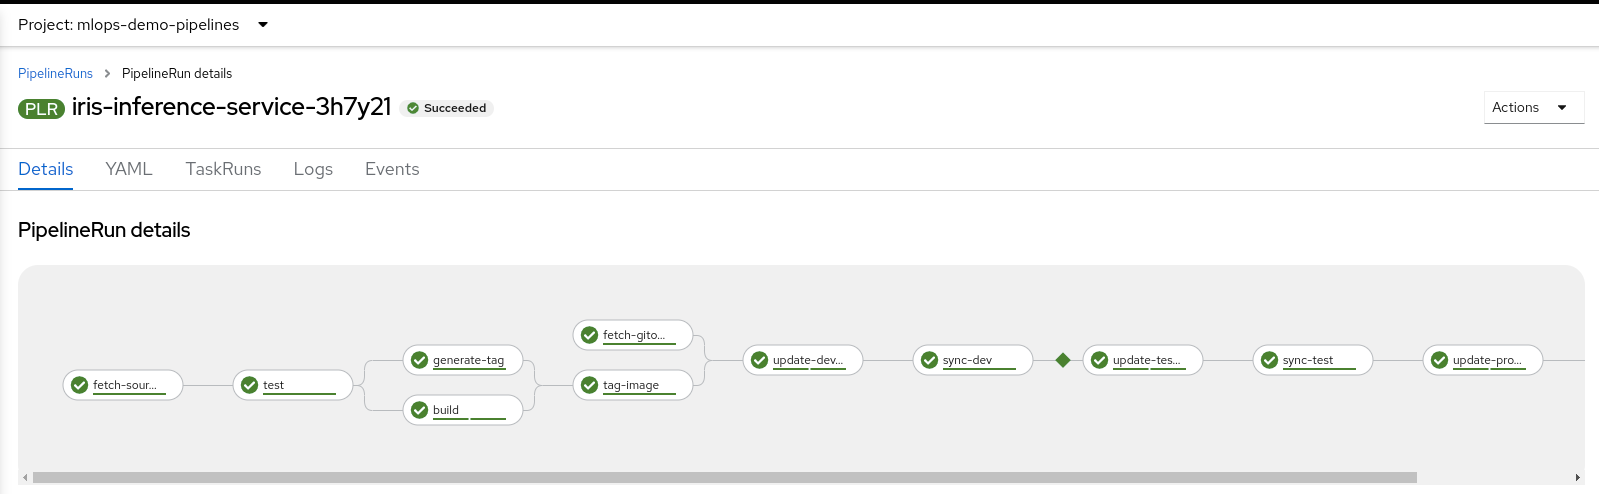 Project: mlops-demo-pipelines
PipelineRuns PipelineRun details
PLR iris-inference-service-3h7y21 Succeeded
Actions
Details YAML TaskRuns Logs Events
PipelineRun details
fetch-sour...
test
generate-tag
build
fetch-gito...
tag-image
update-dev...
sync-dev
update-tes...
sync-test
update-pro...